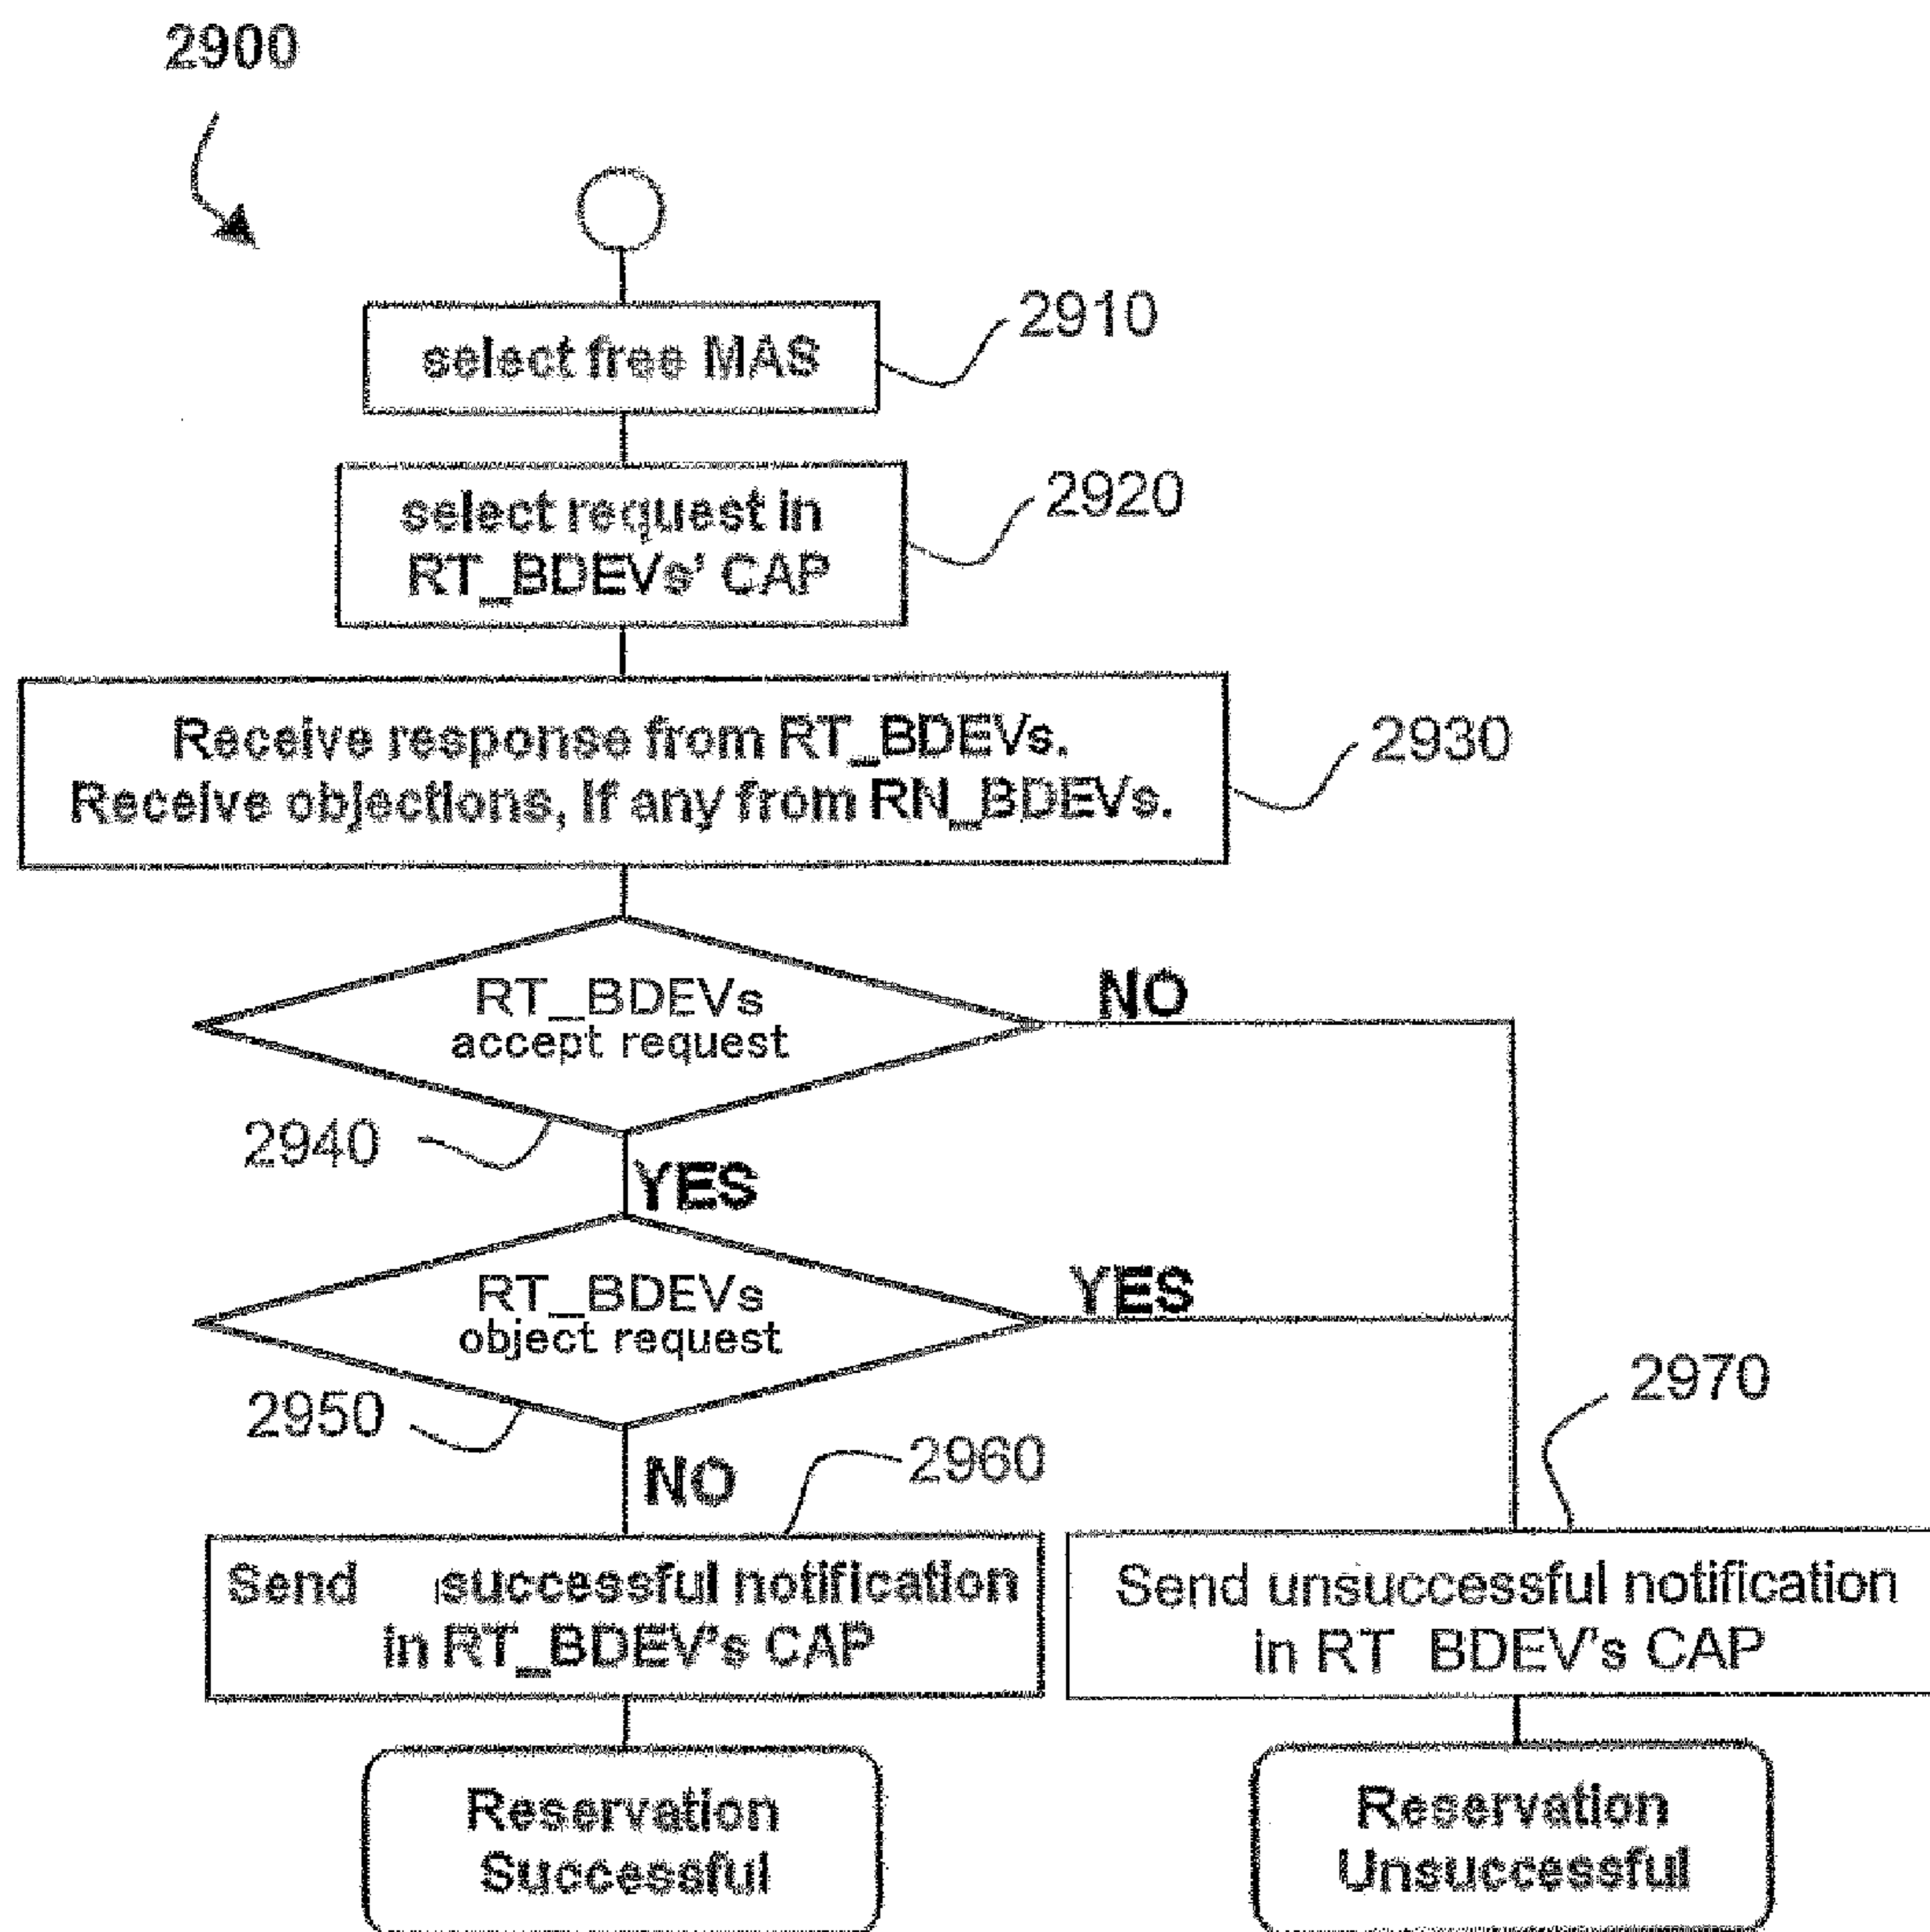 2900
select free MAS
2910
select request in
RT_BDEVs' CAP
2920
Receive response from RT_BDEVs.
Receive objections, if any from RN_BDEVs.
2930
RT_BDEVs
accept request
NO
2940
YES
RT_BDEVs
object request
YES
2950
NO
2960
2970
Send successful notification
in RT_BDEV's CAP
Send unsuccessful notification
in RT BDEV's CAP
Reservation
Successful
Reservation
Unsuccessful